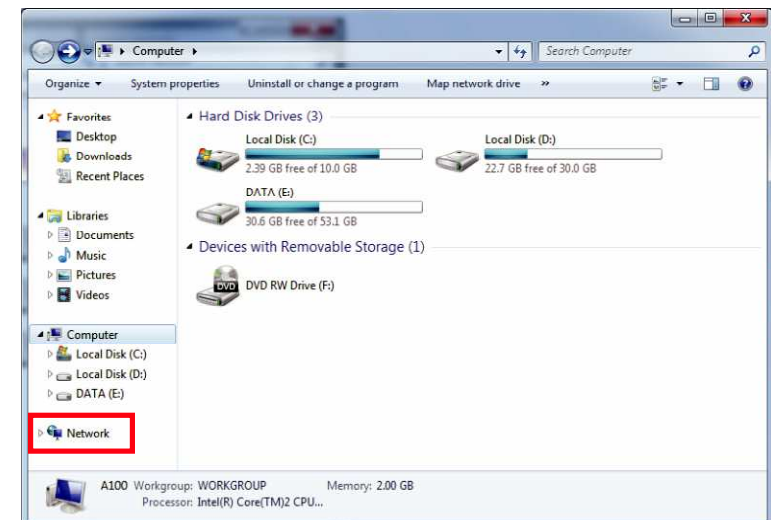 Computer
Search Computer
Organize System properties Uninstall or change a program Map network drive »
Favorites
Desktop
Downloads
Recent Places
Libraries
Documents
Music
Pictures
Videos
Computer
Local Disk (C:)
Local Disk (D:)
DATA (E:)
Network
Hard Disk Drives (3)
Local Disk (C:)
2.39 GB free of 10.0 GB
Local Disk (D:)
22.7 GB free of 30.0 GB
DATA (E:)
30.6 GB free of 53.1 GB
Devices with Removable Storage (1)
DVD
DVD RW Drive (F:)
A100 Workgroup: WORKGROUP Memory: 2.00 GB
Processor: Intel(R) Core(TM)2 CPU...